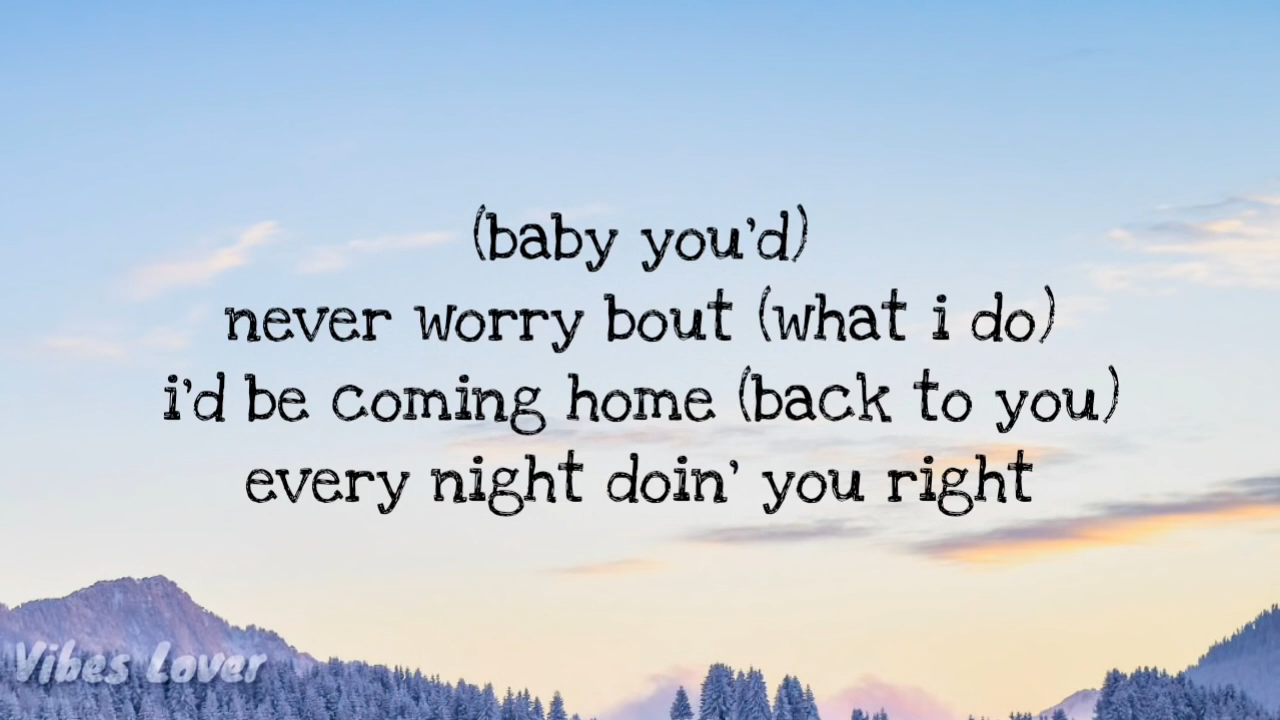 (baby you'd)
never worry bout (what i do)
i'd be coming home (back to you)
every night doin' you right
Vibes Lover